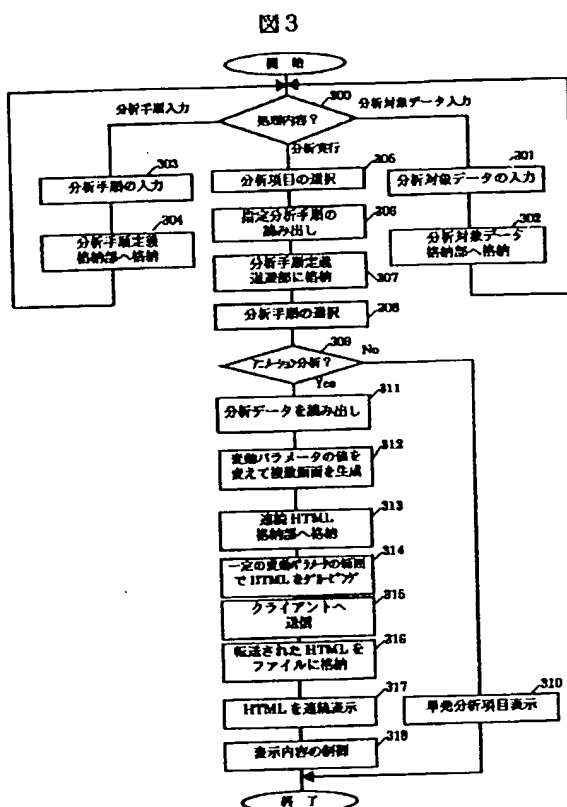 図3
開始
分析手順入力
300
処理内容?
分析対象データ入力
分析実行
303
分析手順の入力
304
分析手順定義
格納部へ格納
305
分析項目の選択
306
指定分析手順の
読み出し
分析手順定義
退避部に格納
307
分析手順の選択
308
301
分析対象データの入力
302
分析対象データ
格納部へ格納
309
アニメーション分析?
No
Yes
311
分析データを読み出し
312
変動パラメータの値を
変えて複数画面を生成
313
連続HTML
格納部へ格納
314
一定の変動パラメータの範囲
でHTMLをグルーピング
315
クライアントへ
送信
316
転送されたHTMLを
ファイルに格納
317
HTMLを連続表示
318
表示内容の制御
310
単発分析項目表示
終了